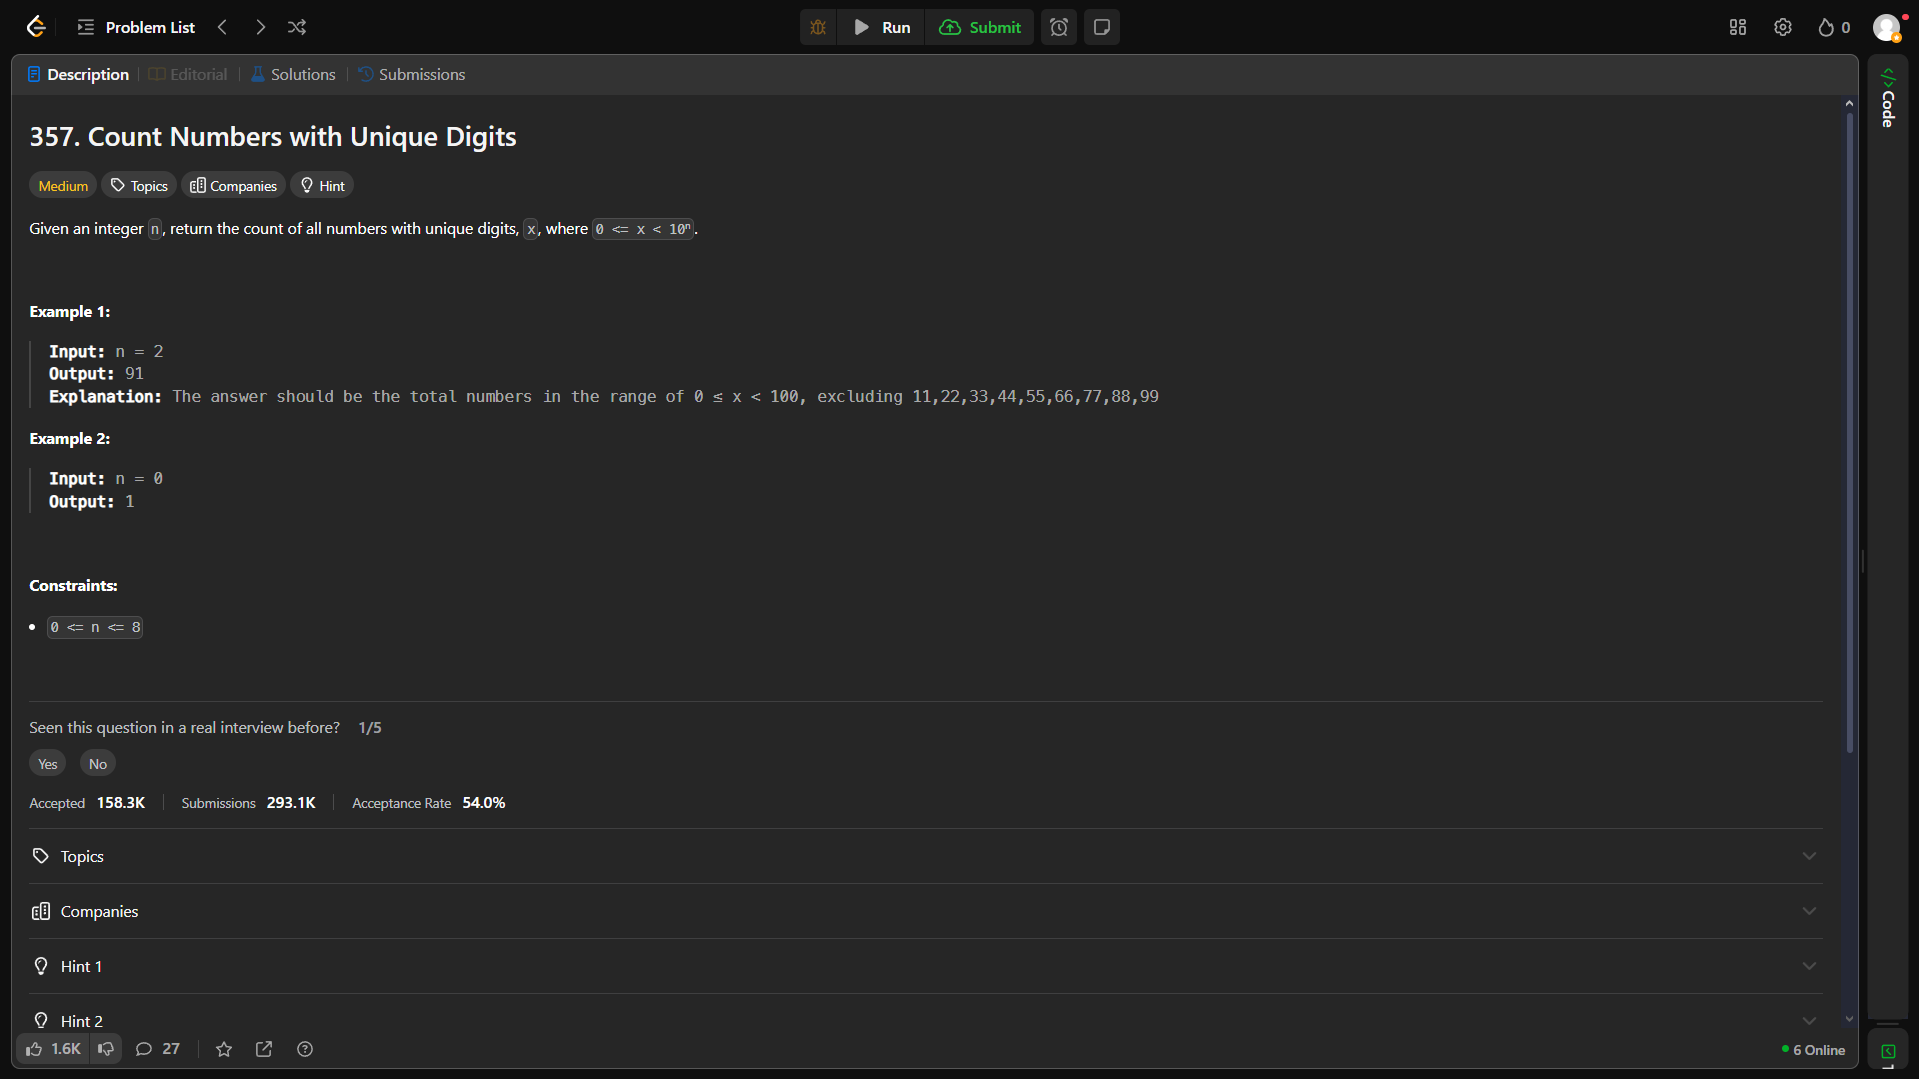 Problem List
Run
Submit
0
Description
Editorial
Solutions
Submissions
Code
357. Count Numbers with Unique Digits
Medium
Topics
Companies
Hint
Given an integer n, return the count of all numbers with unique digits, x, where 0 <= x < 10ⁿ.
Example 1:
Input: n = 2
Output: 91
Explanation: The answer should be the total numbers in the range of 0 ≤ x < 100, excluding 11,22,33,44,55,66,77,88,99
Example 2:
Input: n = 0
Output: 1
Constraints:
0 <= n <= 8
Seen this question in a real interview before? 1/5
Yes No
Accepted 158.3K Submissions 293.1K Acceptance Rate 54.0%
Topics
Companies
Hint 1
Hint 2
1.6K
27
6 Online